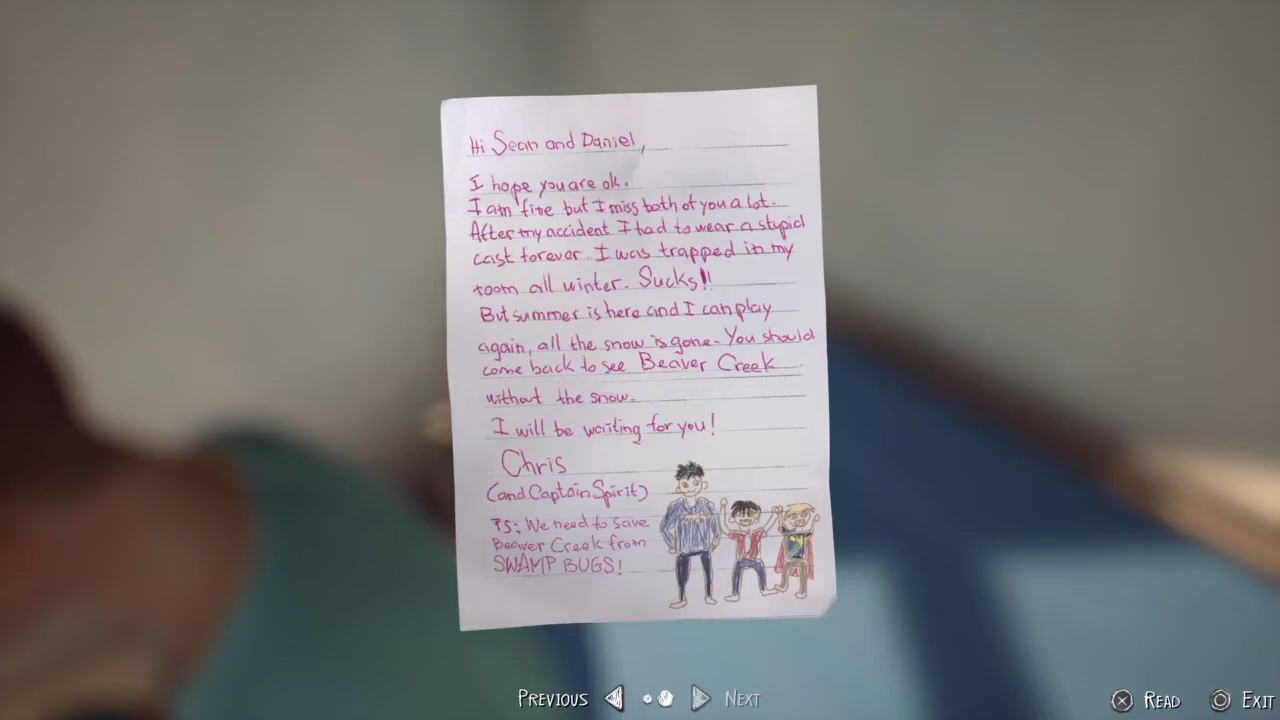 Hi Sean and Daniel,
I hope you are ok.
I am fine but I miss both of you a lot.
After my accident I had to wear a stupid
cast forever. I was trapped in my
room all winter. Sucks!!
But summer is here and I can play
again, all the snow is gone. You should
come back to see Beaver Creek
without the snow.
I will be waiting for you!
Chris
(and Captain Spirit)
PS: We need to save
Beaver Creek from
SWAMP BUGS!
PREVIOUS
NEXT
READ
EXIT